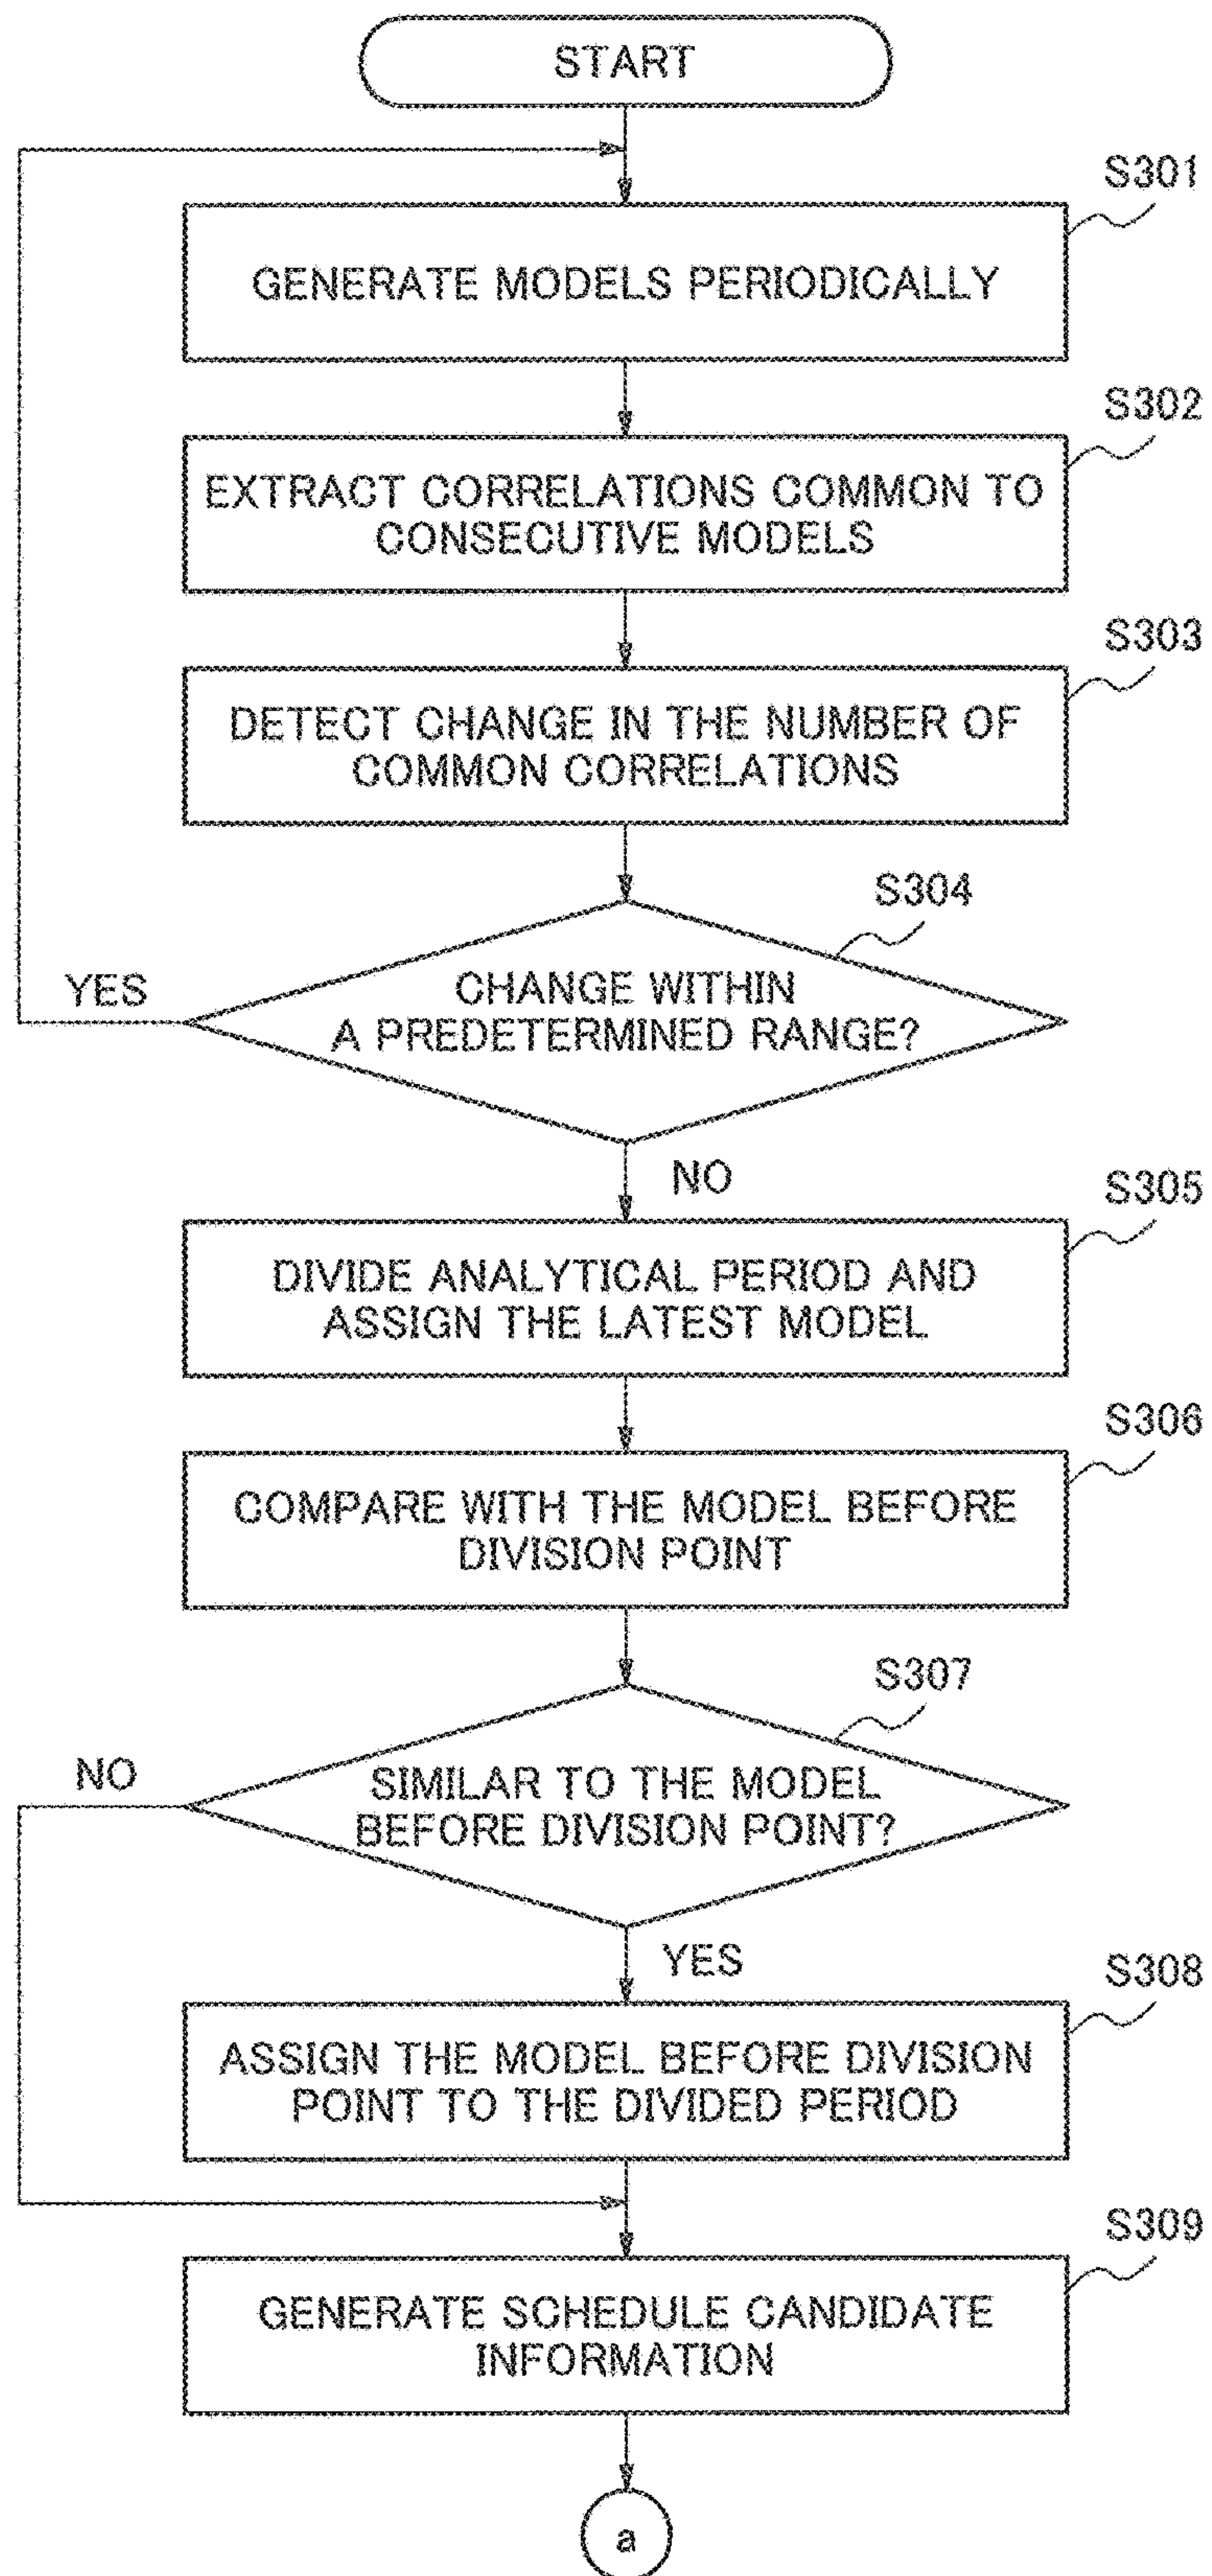 START
S301
GENERATE MODELS PERIODICALLY
S302
EXTRACT CORRELATIONS COMMON TO
CONSECUTIVE MODELS
S303
DETECT CHANGE IN THE NUMBER OF
COMMON CORRELATIONS
S304
YES
CHANGE WITHIN
A PREDETERMINED RANGE?
NO
S305
DIVIDE ANALYTICAL PERIOD AND
ASSIGN THE LATEST MODEL
S306
COMPARE WITH THE MODEL BEFORE
DIVISION POINT
S307
NO
SIMILAR TO THE MODEL
BEFORE DIVISION POINT?
YES
S308
ASSIGN THE MODEL BEFORE DIVISION
POINT TO THE DIVIDED PERIOD
S309
GENERATE SCHEDULE CANDIDATE
INFORMATION
a